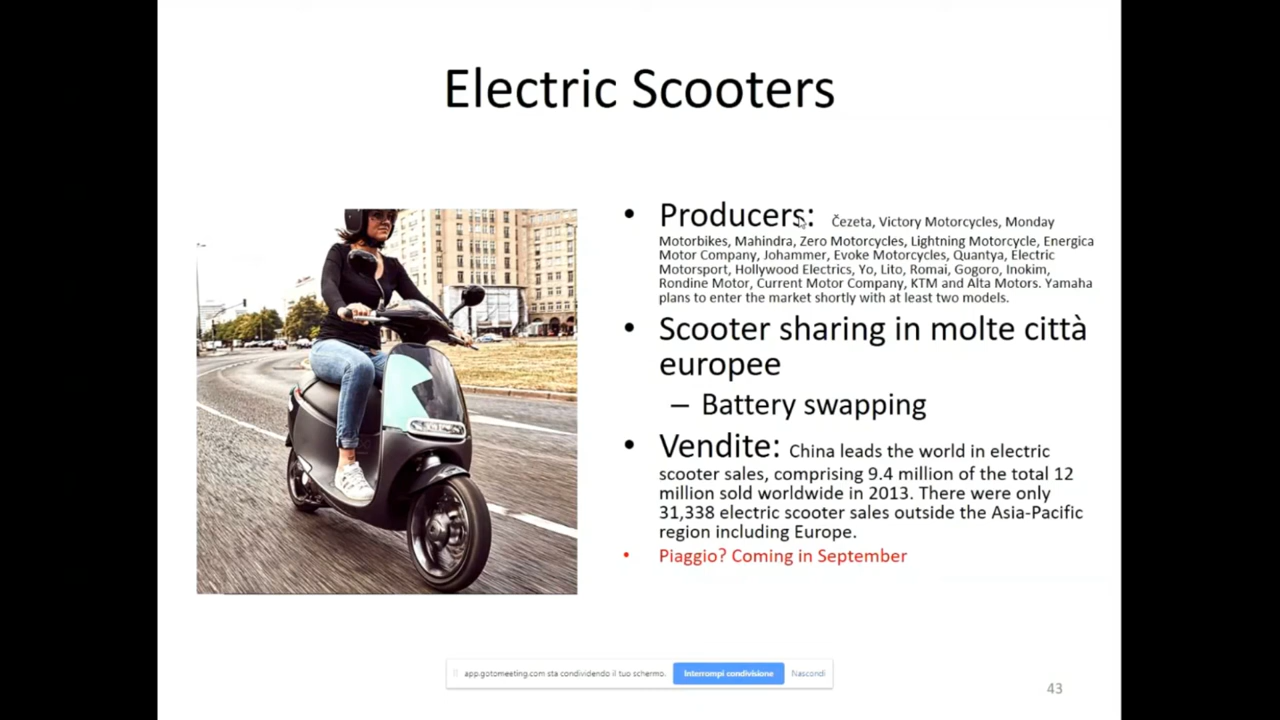 Electric Scooters
• Producers: Čezeta, Victory Motorcycles, Monday
Motorbikes, Mahindra, Zero Motorcycles, Lightning Motorcycle, Energica
Motor Company, Johammer, Evoke Motorcycles, Quantya, Electric
Motorsport, Hollywood Electrics, Yo, Lito, Romai, Gogoro, Inokim,
Rondine Motor, Current Motor Company, KTM and Alta Motors. Yamaha
plans to enter the market shortly with at least two models.
• Scooter sharing in molte città
europee
– Battery swapping
• Vendite: China leads the world in electric
scooter sales, comprising 9.4 million of the total 12
million sold worldwide in 2013. There were only
31,338 electric scooter sales outside the Asia-Pacific
region including Europe.
• Piaggio? Coming in September
app.gotomeeting.com sta condividendo il tuo schermo. Interrompi condivisione Nascondi
43